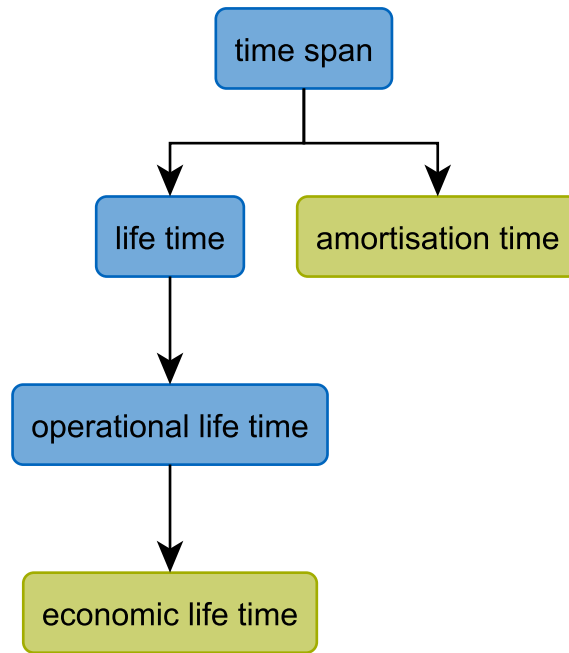 time span
life time
amortisation time
operational life time
economic life time